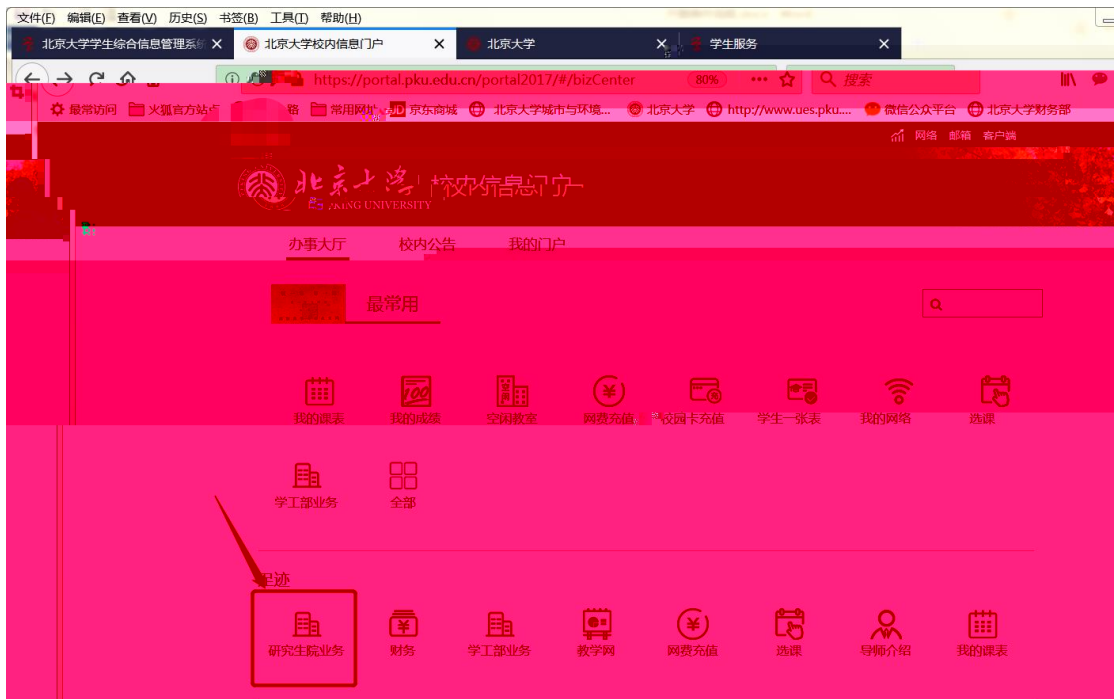 文件(F) 编辑(E) 查看(V) 历史(S) 书签(B) 工具(T) 帮助(H)
北京大学学生综合信息管理系统 北京大学校内信息门户 北京大学 学生服务
https://portal.pku.edu.cn/portal2017/#/bizCenter 80% 搜索
最常访问 火狐官方站点 常用网址 JD 京东商城 北京大学城市与环境... 北京大学 http://www.ues.pku.... 微信公众平台 北京大学财务部
网络 邮箱 客户端
北京大学 校内信息门户
UNIVERSITY
办事大厅 校内公告 我的门户
最常用
我的课表 我的成绩 空闲教室 网费充值 校园卡充值 学生一张表 我的网络 选课
学工部业务 全部
足迹
研究生院业务 财务 学工部业务 教学网 网费充值 选课 导师介绍 我的课表